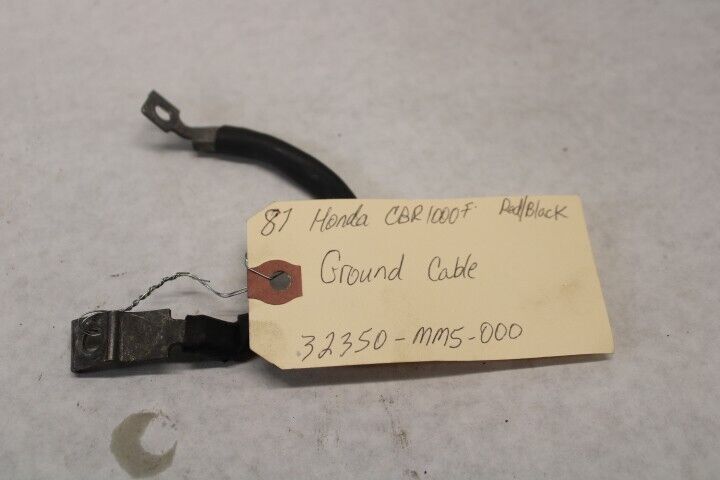 87 Honda CBR1000F Red/Black
Ground Cable
32350-MM5-000